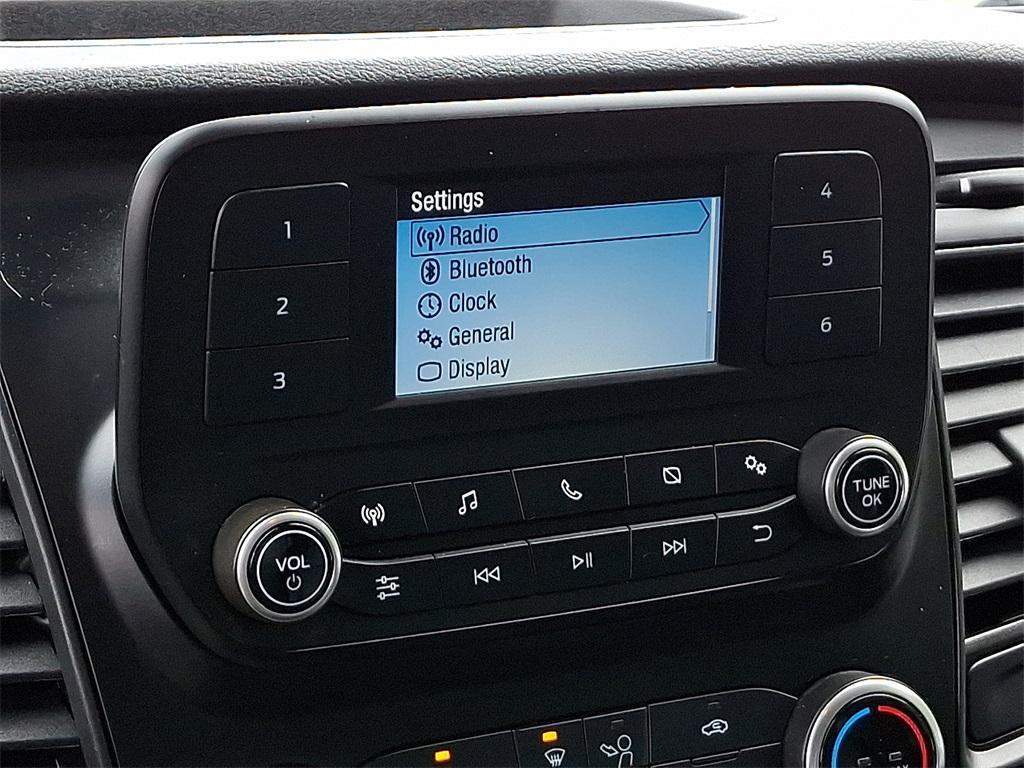 Settings
Radio
Bluetooth
Clock
General
Display
1
2
3
4
5
6
VOL
TUNE
OK